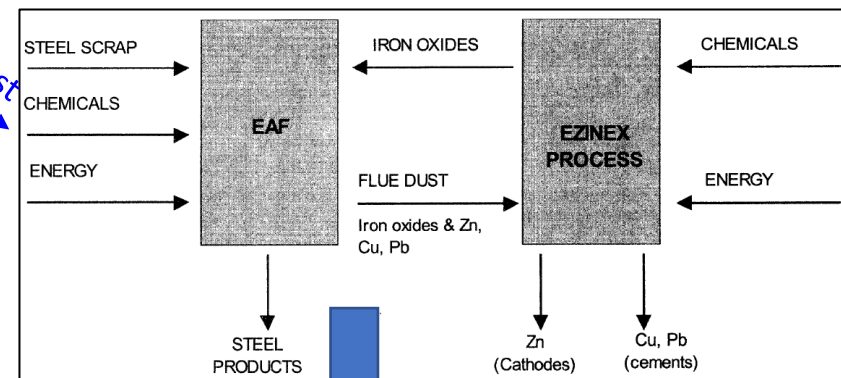 STEEL SCRAP
CHEMICALS
ENERGY
EAF
IRON OXIDES
FLUE DUST
Iron oxides & Zn,
Cu, Pb
EZINEX
PROCESS
CHEMICALS
ENERGY
STEEL
PRODUCTS
Zn
(Cathodes)
Cu, Pb
(cements)